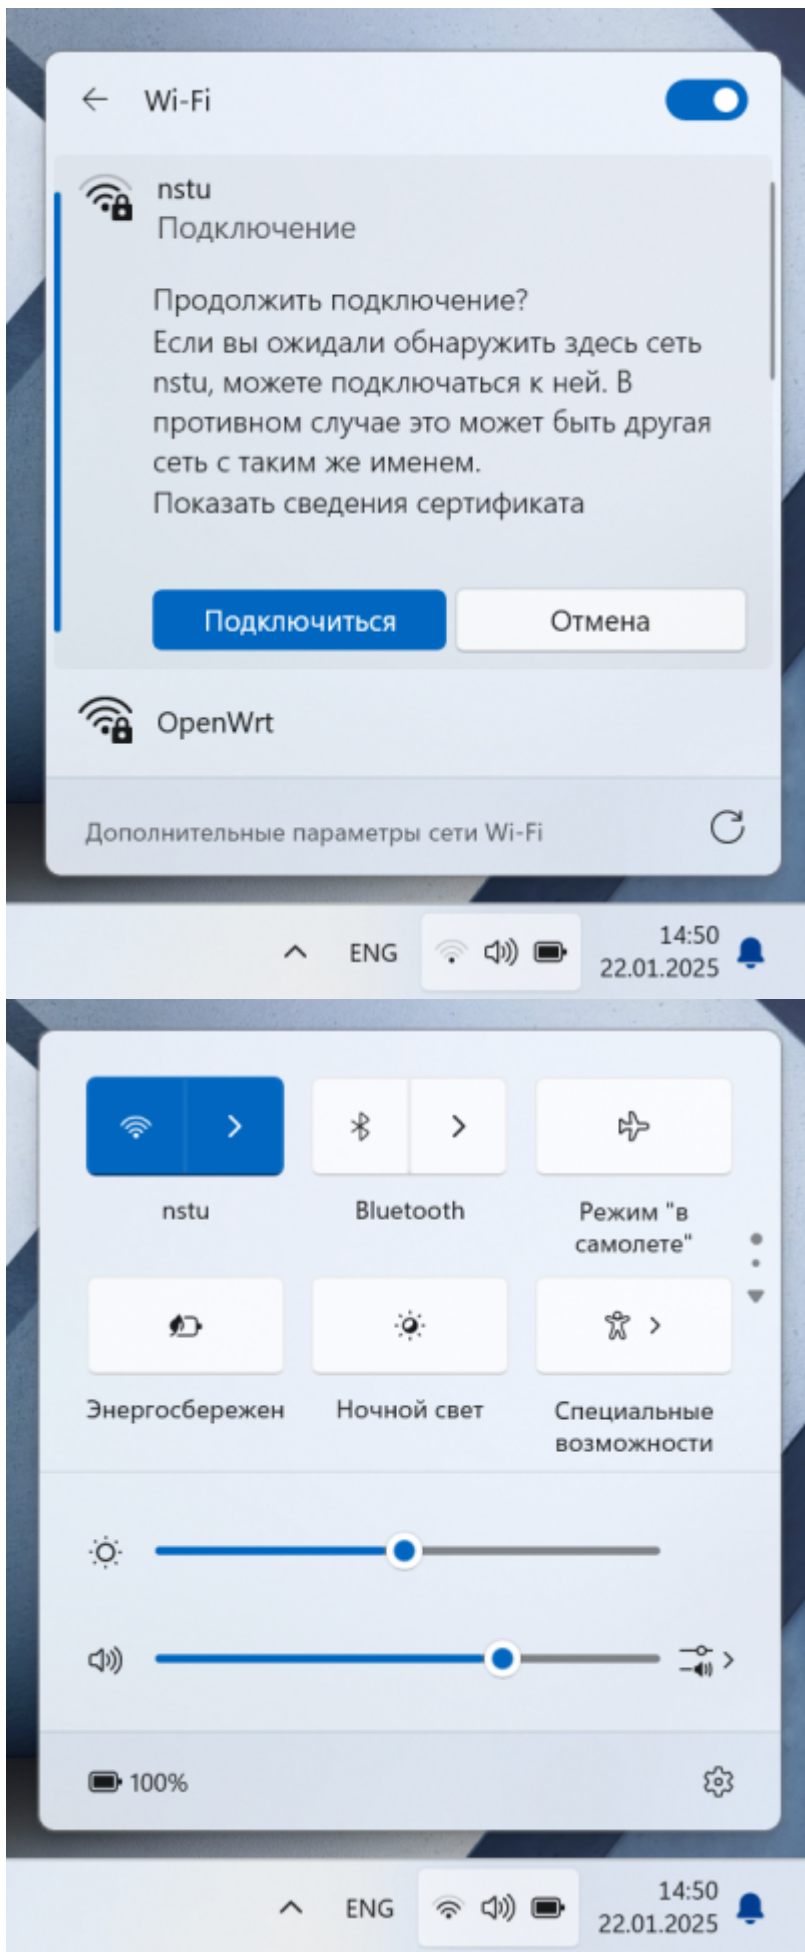 Wi-Fi
nstu
Подключение
Продолжить подключение?
Если вы ожидали обнаружить здесь сеть
nstu, можете подключаться к ней. В
противном случае это может быть другая
сеть с таким же именем.
Показать сведения сертификата
Подключиться
Отмена
OpenWrt
Дополнительные параметры сети Wi-Fi
ENG
14:50
22.01.2025
nstu
Bluetooth
Режим "в
самолете"
Энергосбережен
Ночной свет
Специальные
возможности
100%
ENG
14:50
22.01.2025